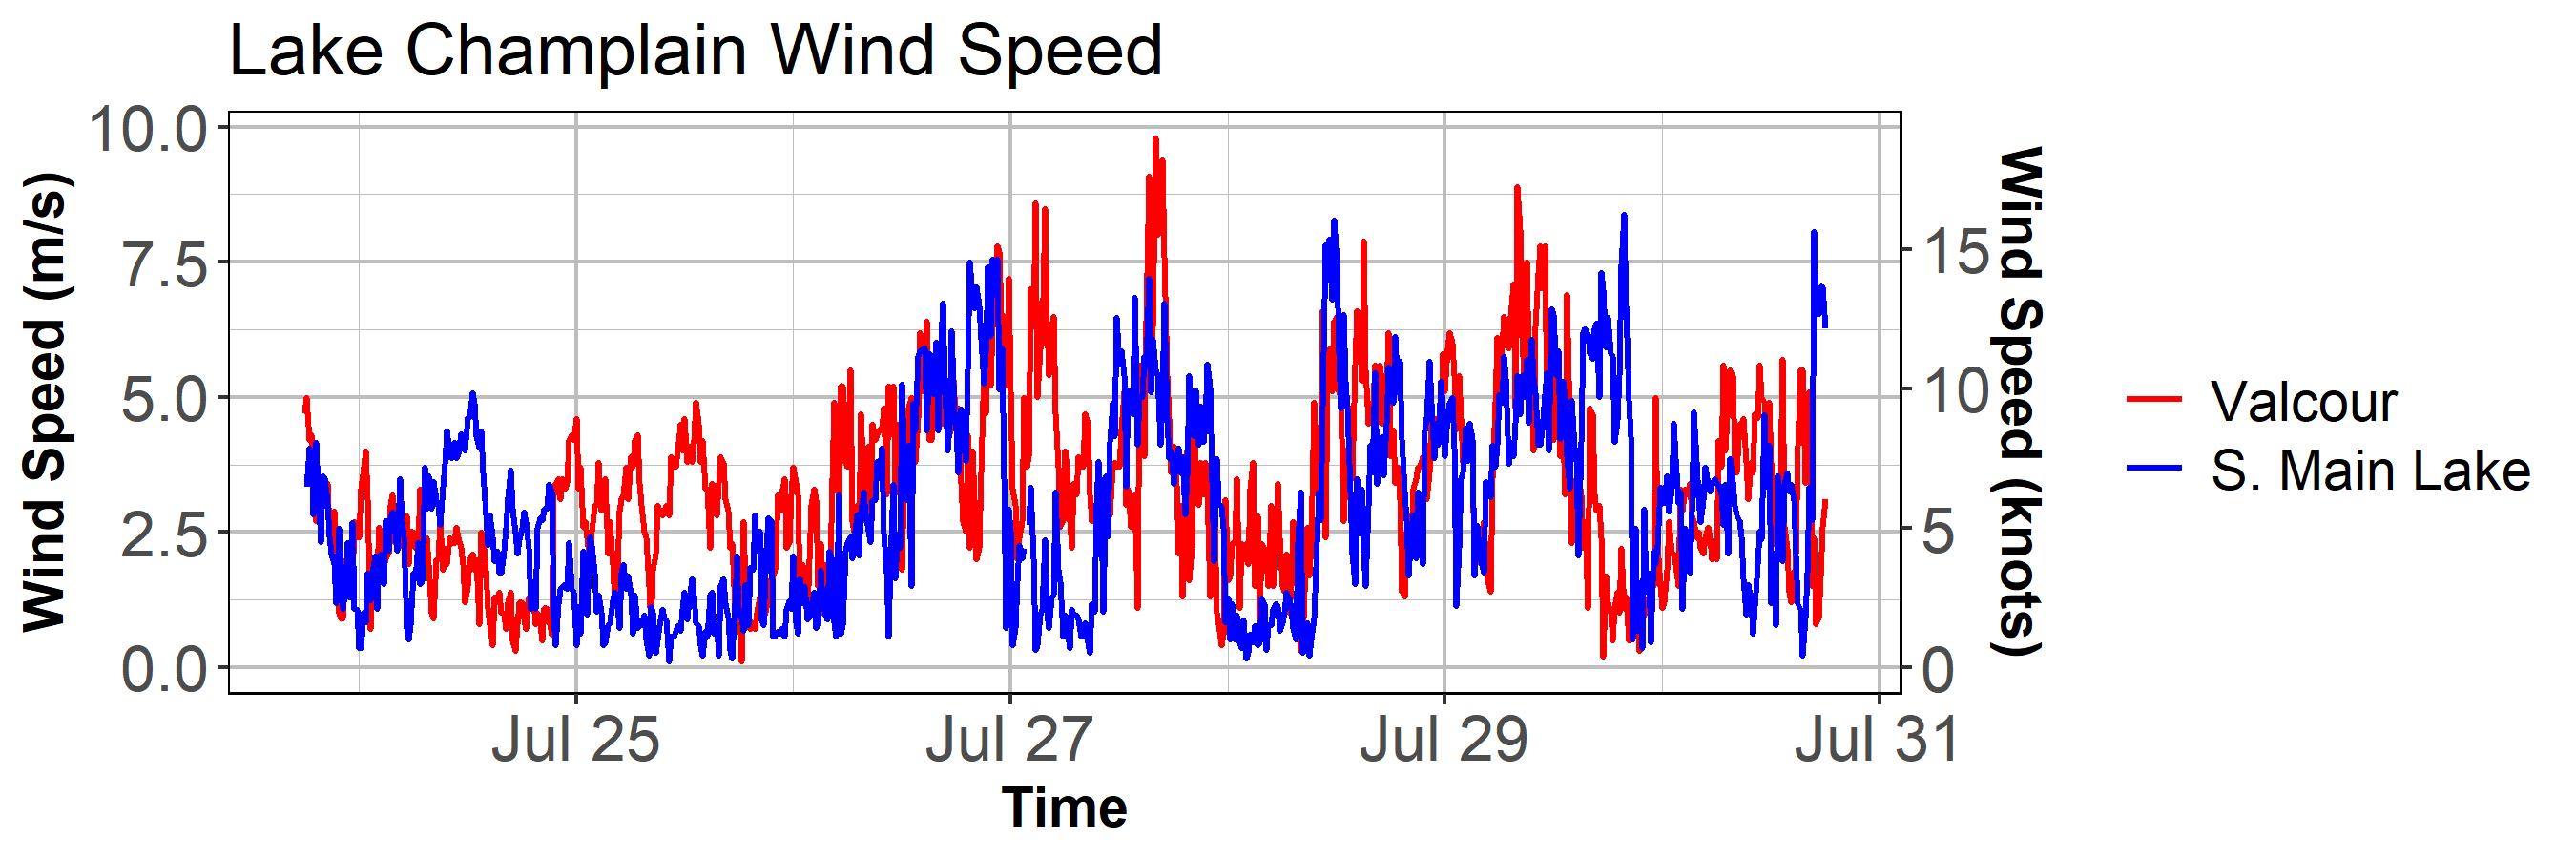 Lake Champlain Wind Speed
Wind Speed (m/s)
10.0
7.5
5.0
2.5
0.0
15
10
5
0
Wind Speed (knots)
Valcour
S. Main Lake
Jul 25
Jul 27
Jul 29
Jul 31
Time